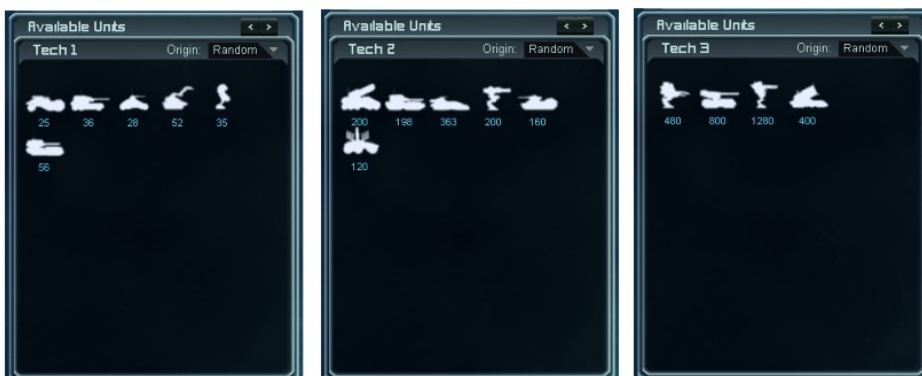 Available Units < >
Tech 1 Origin: Random
25 36 28 52 35
56
Available Units < >
Tech 2 Origin: Random
200 198 363 200 160
120
Available Units < >
Tech 3 Origin: Random
480 800 1280 400